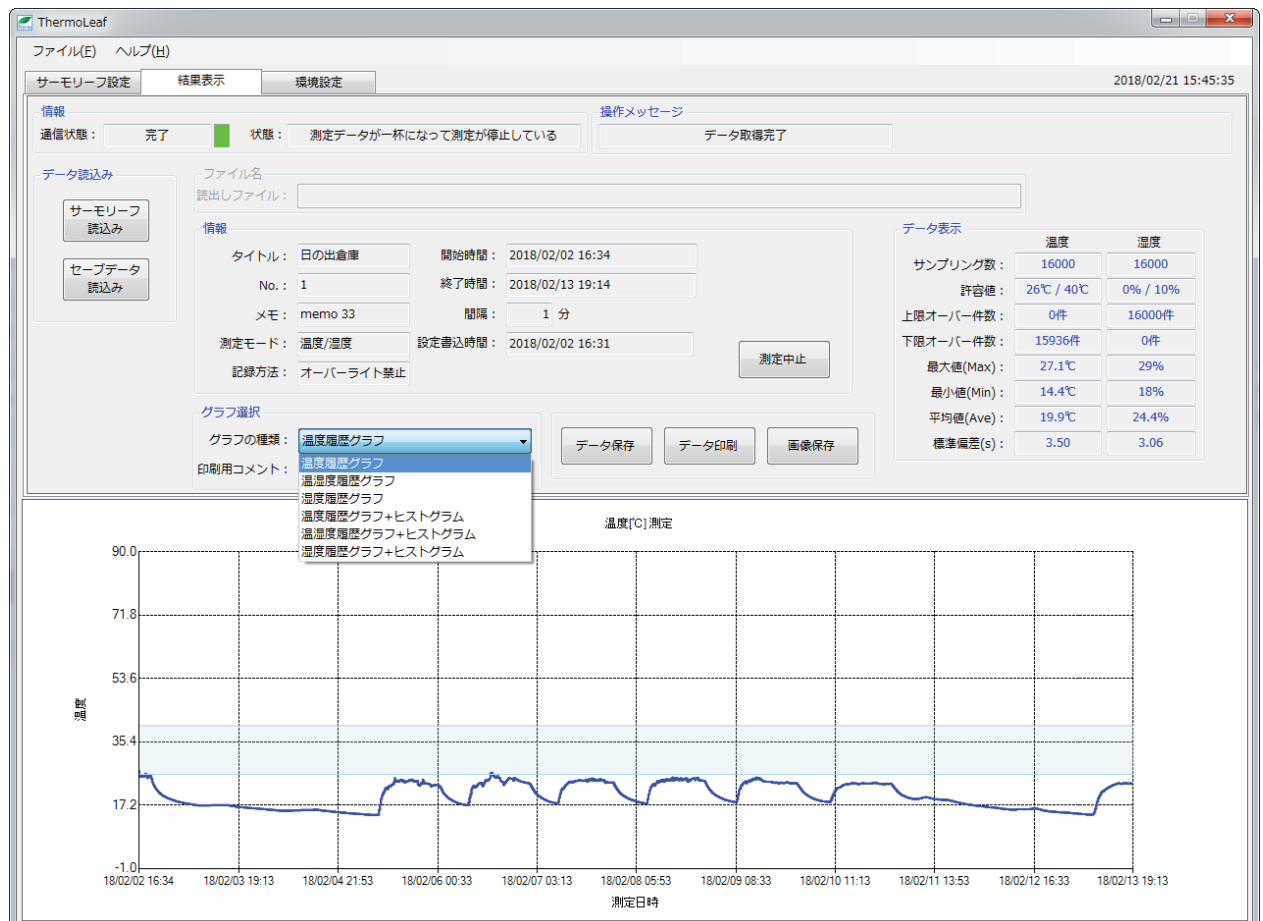 ThermoLeaf
ファイル(F) ヘルプ(H)
サーモリーフ設定 結果表示 環境設定 2018/02/21 15:45:35
情報 操作メッセージ
通信状態： 完了 状態： 測定データが一杯になって測定が停止している データ取得完了
データ読込み
サーモリーフ
読込み
セーブデータ
読込み
ファイル名
読出しファイル：
情報
タイトル： 日の出倉庫 開始時間： 2018/02/02 16:34
No.： 1 終了時間： 2018/02/13 19:14
メモ： memo 33 間隔： 1 分
測定モード： 温度/湿度 設定書込時間： 2018/02/02 16:31
記録方法： オーバーライト禁止
測定中止
データ表示
温度 湿度
サンプリング数： 16000 16000
許容値： 26℃ / 40℃ 0% / 10%
上限オーバー件数： 0件 16000件
下限オーバー件数： 15936件 0件
最大値(Max)： 27.1℃ 29%
最小値(Min)： 14.4℃ 18%
平均値(Ave)： 19.9℃ 24.4%
標準偏差(s)： 3.50 3.06
グラフ選択
グラフの種類： 温度履歴グラフ
印刷用コメント：
温度履歴グラフ
温湿度履歴グラフ
湿度履歴グラフ
温度履歴グラフ+ヒストグラム
温湿度履歴グラフ+ヒストグラム
湿度履歴グラフ+ヒストグラム
データ保存 データ印刷 画像保存
温度[℃] 測定
90.0
71.8
53.6
35.4
17.2
-1.0
温度
18/02/02 16:34 18/02/03 19:13 18/02/04 21:53 18/02/06 00:33 18/02/07 03:13 18/02/08 05:53 18/02/09 08:33 18/02/10 11:13 18/02/11 13:53 18/02/12 16:33 18/02/13 19:13
測定日時